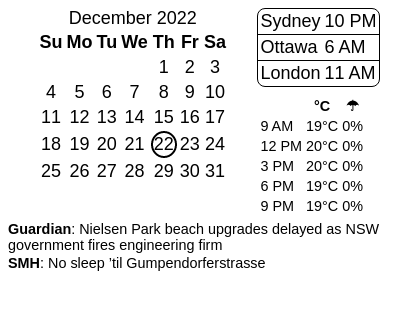 December 2022
Su Mo Tu We Th Fr Sa
1 2 3
4 5 6 7 8 9 10
11 12 13 14 15 16 17
18 19 20 21 22 23 24
25 26 27 28 29 30 31
Sydney 10 PM
Ottawa 6 AM
London 11 AM
°C ☂
9 AM 19°C 0%
12 PM 20°C 0%
3 PM 20°C 0%
6 PM 19°C 0%
9 PM 19°C 0%
Guardian: Nielsen Park beach upgrades delayed as NSW
government fires engineering firm
SMH: No sleep ’til Gumpendorferstrasse